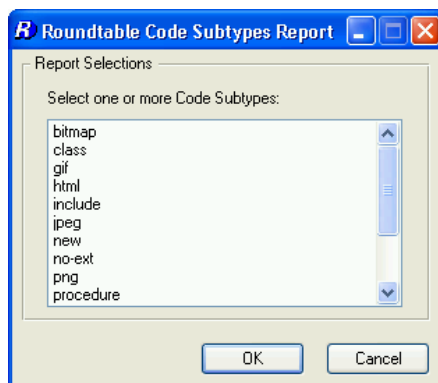 Roundtable Code Subtypes Report
Report Selections
Select one or more Code Subtypes:
bitmap
class
gif
html
include
jpeg
new
no-ext
png
procedure
OK Cancel